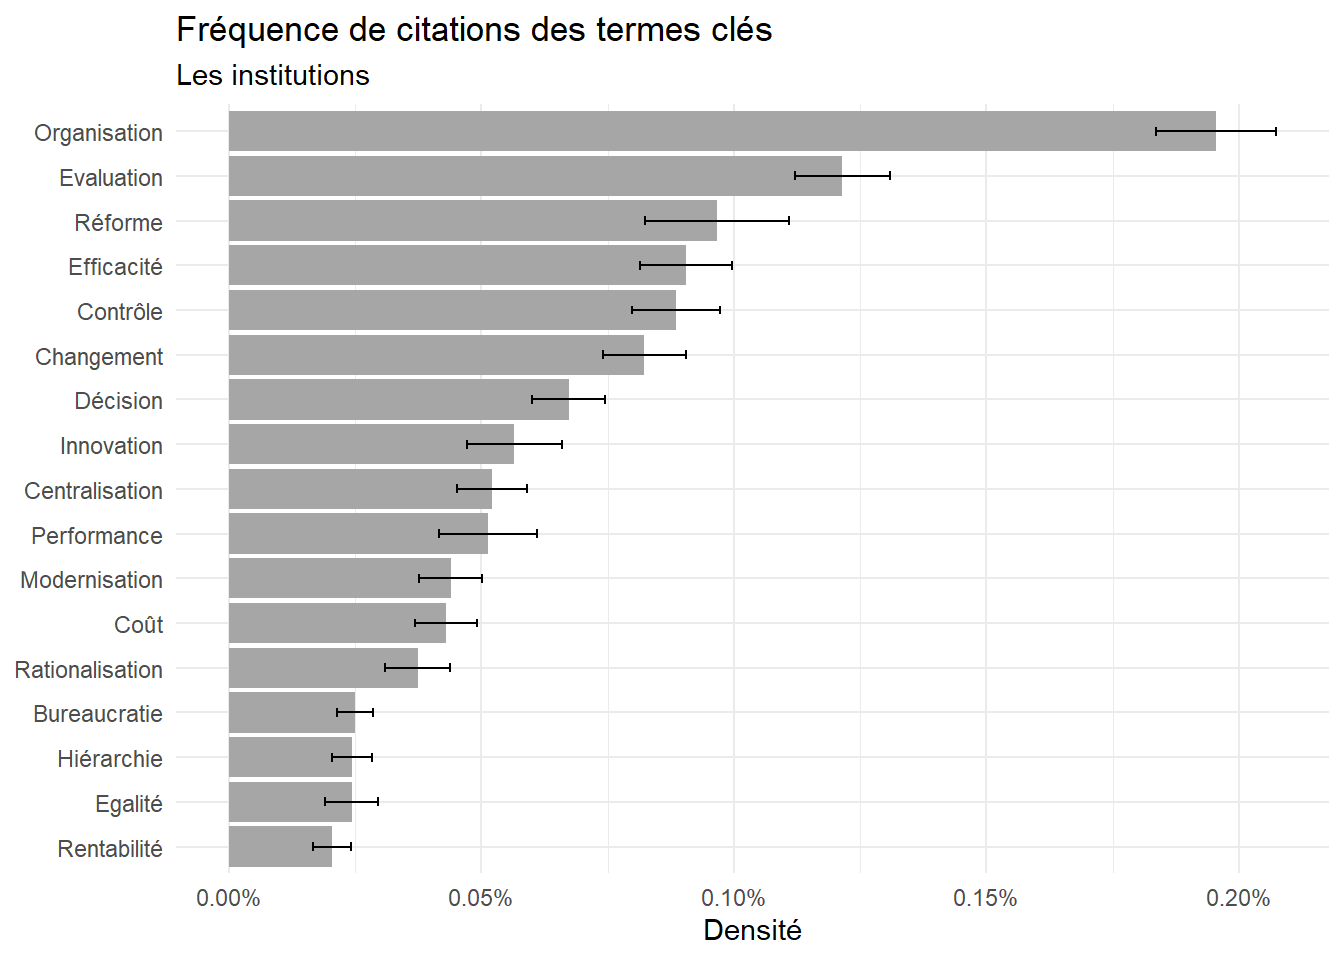 Fréquence de citations des termes clés
Les institutions
Organisation
Evaluation
Réforme
Efficacité
Contrôle
Changement
Décision
Innovation
Centralisation
Performance
Modernisation
Coût
Rationalisation
Bureaucratie
Hiérarchie
Egalité
Rentabilité
0.00% 0.05% 0.10% 0.15% 0.20%
Densité